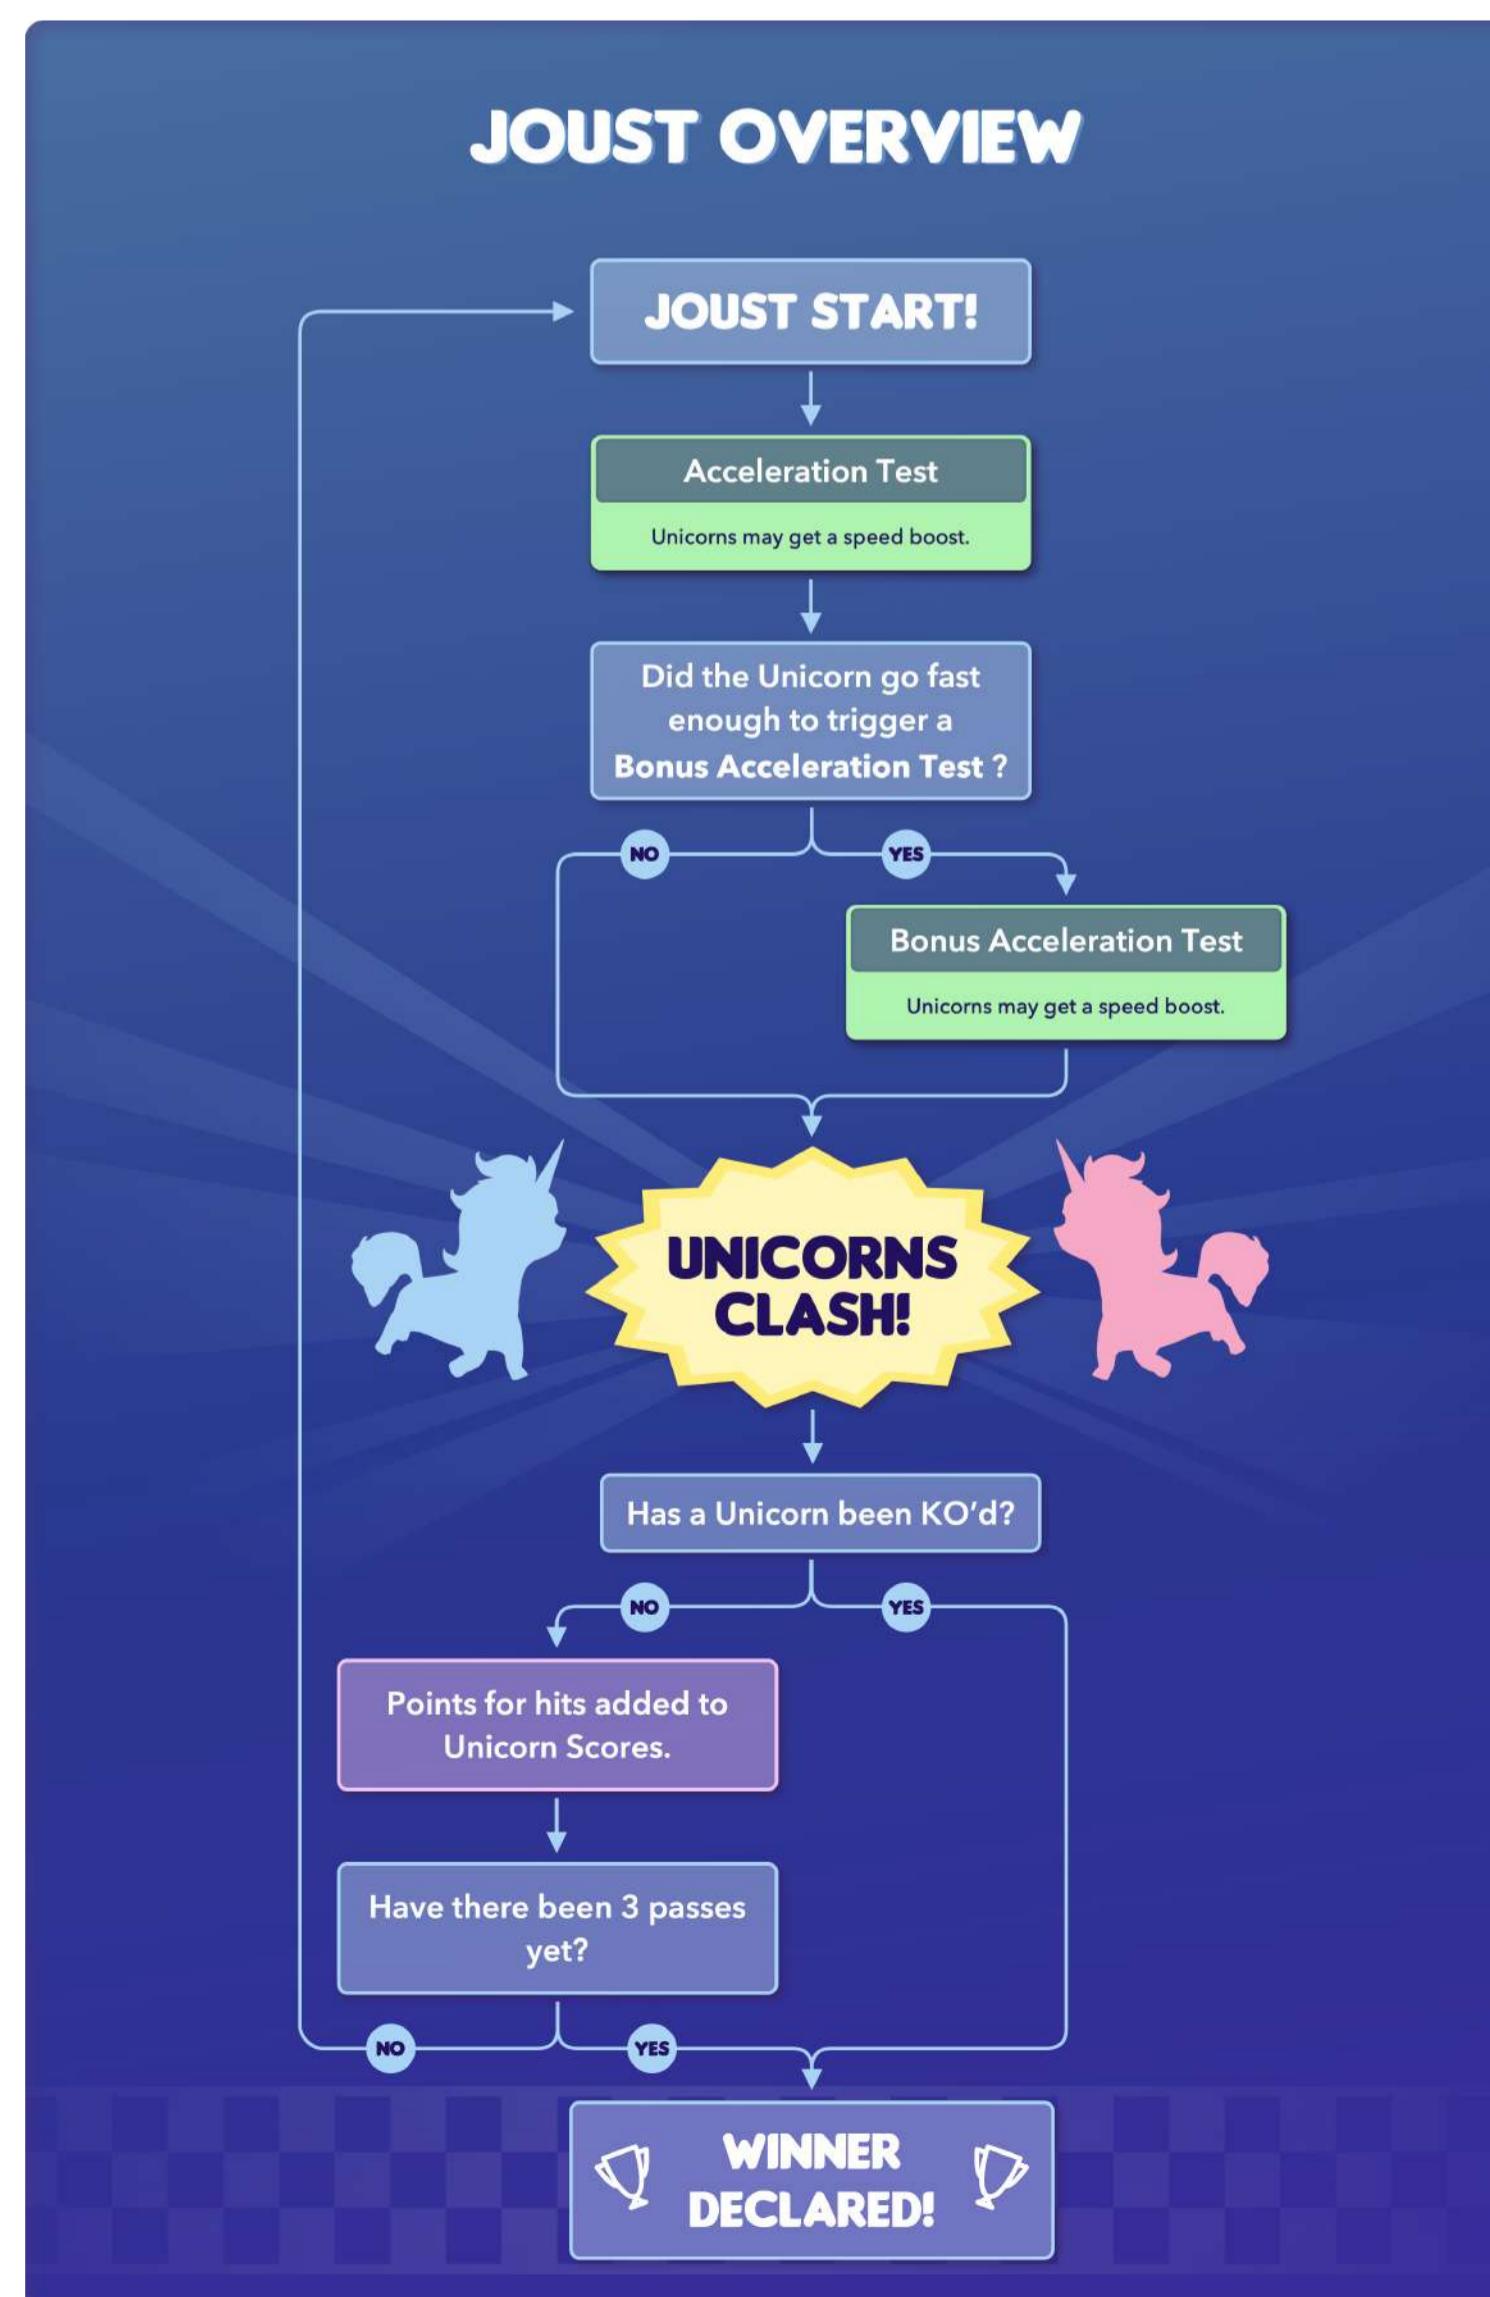 JOUST OVERVIEW
JOUST START!
Acceleration Test
Unicorns may get a speed boost.
Did the Unicorn go fast
enough to trigger a
Bonus Acceleration Test ?
NO
YES
Bonus Acceleration Test
Unicorns may get a speed boost.
UNICORNS
CLASH!
Has a Unicorn been KO'd?
NO
YES
Points for hits added to
Unicorn Scores.
Have there been 3 passes
yet?
NO
YES
WINNER
DECLARED!